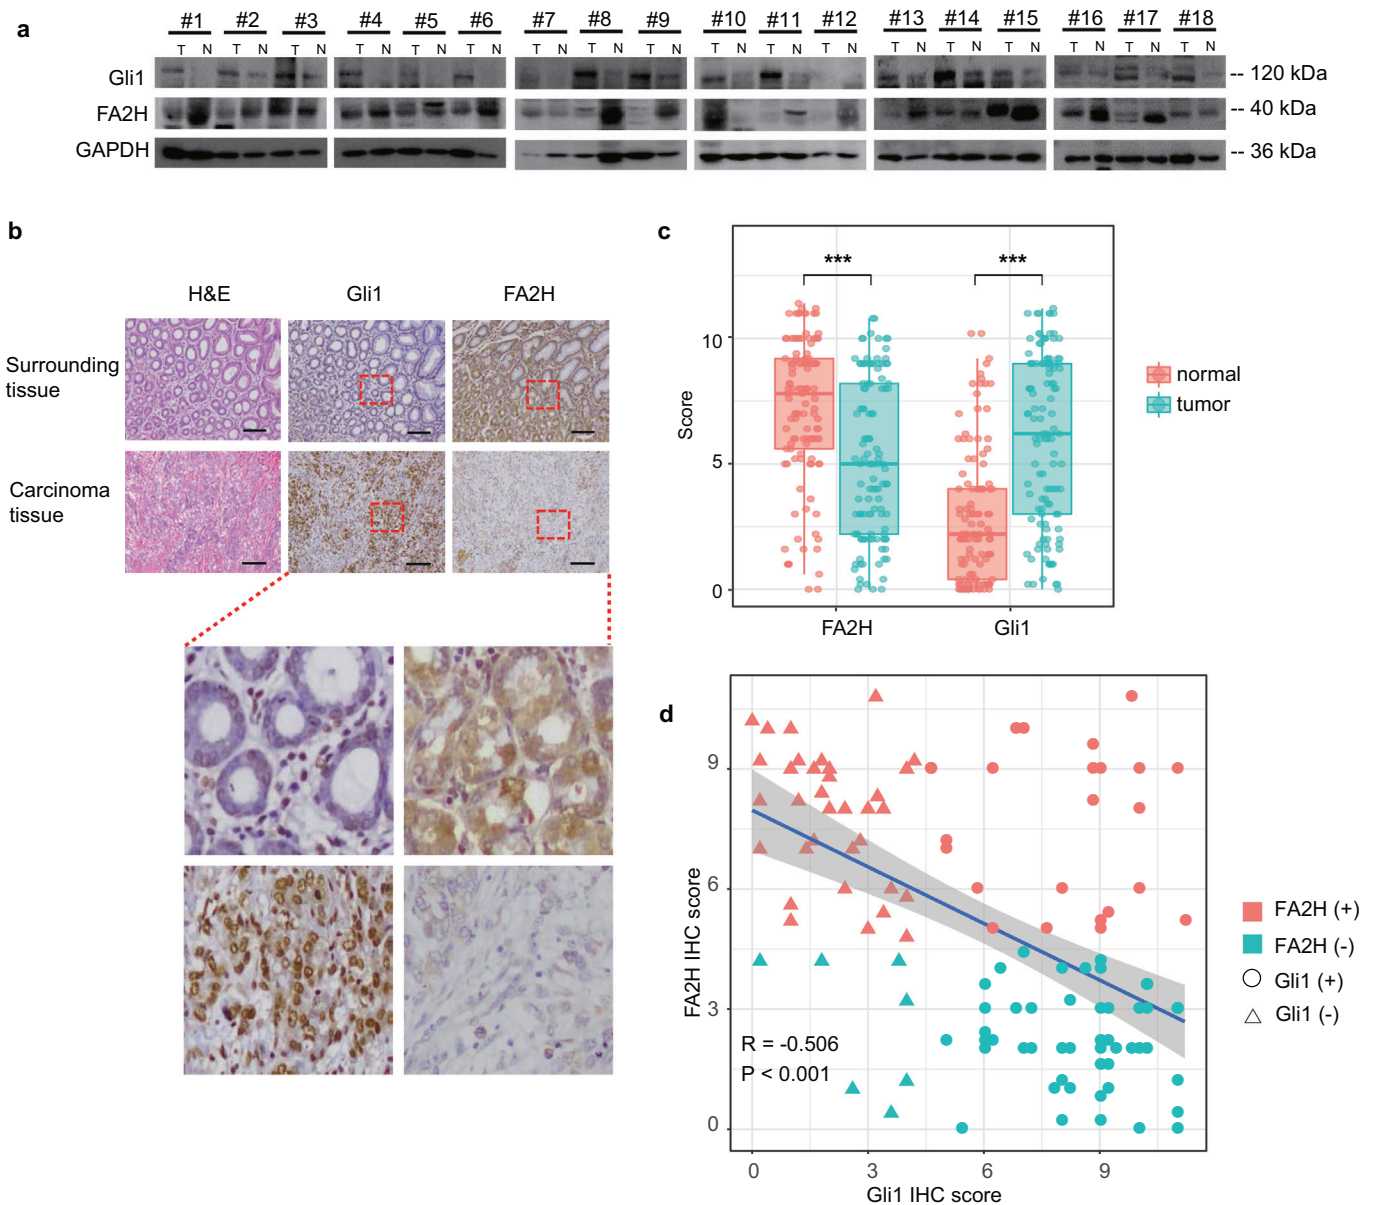 a
#1 #2 #3 #4 #5 #6 #7 #8 #9 #10 #11 #12 #13 #14 #15 #16 #17 #18
T N T N T N T N T N T N T N T N T N T N T N T N T N T N T N T N T N T N
Gli1 -- 120 kDa
FA2H -- 40 kDa
GAPDH -- 36 kDa
b
H&E Gli1 FA2H
Surrounding
tissue
Carcinoma
tissue
c
*** ***
10
5
0
Score
FA2H Gli1
normal
tumor
d
9
6
3
0
FA2H IHC score
R = -0.506
P < 0.001
0 3 6 9
Gli1 IHC score
FA2H (+)
FA2H (-)
Gli1 (+)
Gli1 (-)